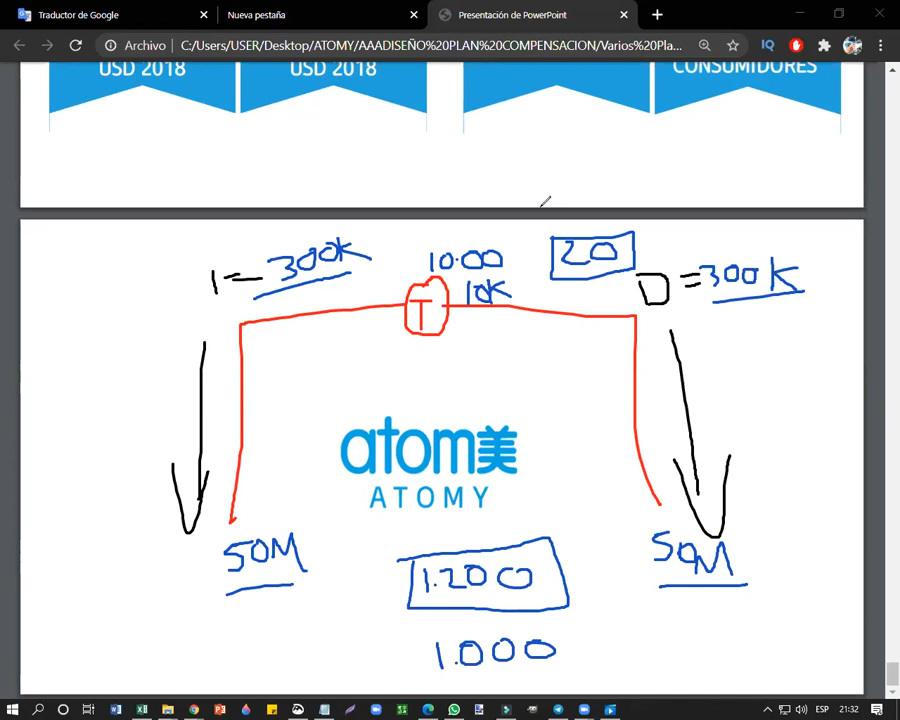 Traductor de Google
Nueva pestaña
Presentación de PowerPoint
Archivo
C:/Users/USER/Desktop/ATOMY/AAADISEÑO%20PLAN%20COMPENSACION/Varios%20Pla...
USD 2018
USD 2018
CONSUMIDORES
I = 300K
10.00
20
10K
D = 300K
T
atom美
ATOMY
50M
50M
1.200
1.000
ESP
21:32